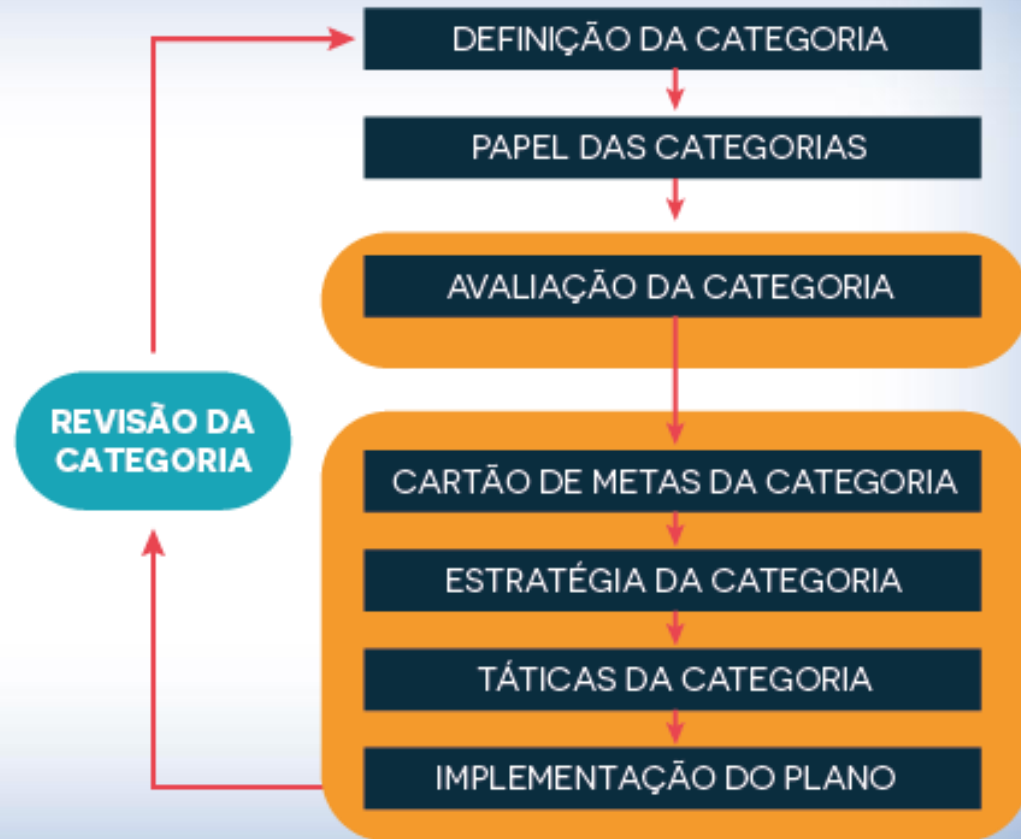 DEFINIÇÃO DA CATEGORIA
PAPEL DAS CATEGORIAS
AVALIAÇÃO DA CATEGORIA
REVISÃO DA
CATEGORIA
CARTÃO DE METAS DA CATEGORIA
ESTRATÉGIA DA CATEGORIA
TÁTICAS DA CATEGORIA
IMPLEMENTAÇÃO DO PLANO